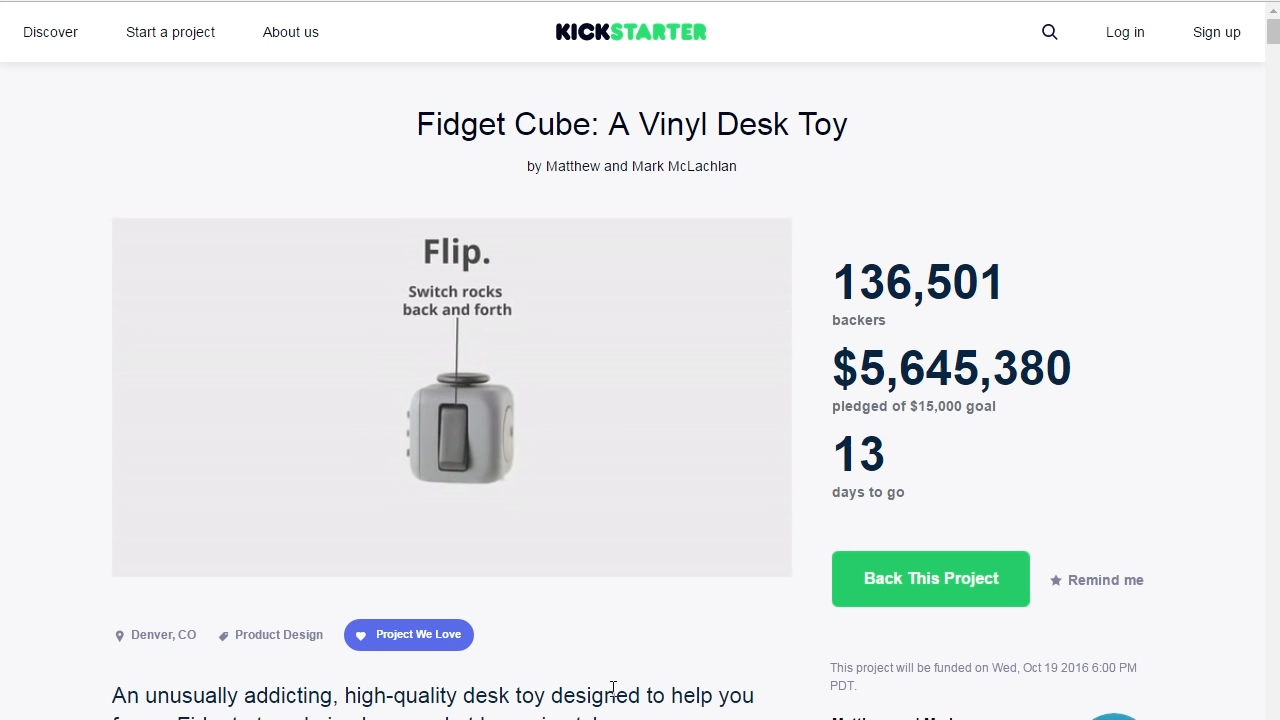 Discover Start a project About us KICKSTARTER Log in Sign up
Fidget Cube: A Vinyl Desk Toy
by Matthew and Mark McLachlan
Flip.
Switch rocks
back and forth
136,501
backers
$5,645,380
pledged of $15,000 goal
13
days to go
Back This Project Remind me
Denver, CO Product Design Project We Love
This project will be funded on Wed, Oct 19 2016 6:00 PM
PDT.
An unusually addicting, high-quality desk toy designed to help you